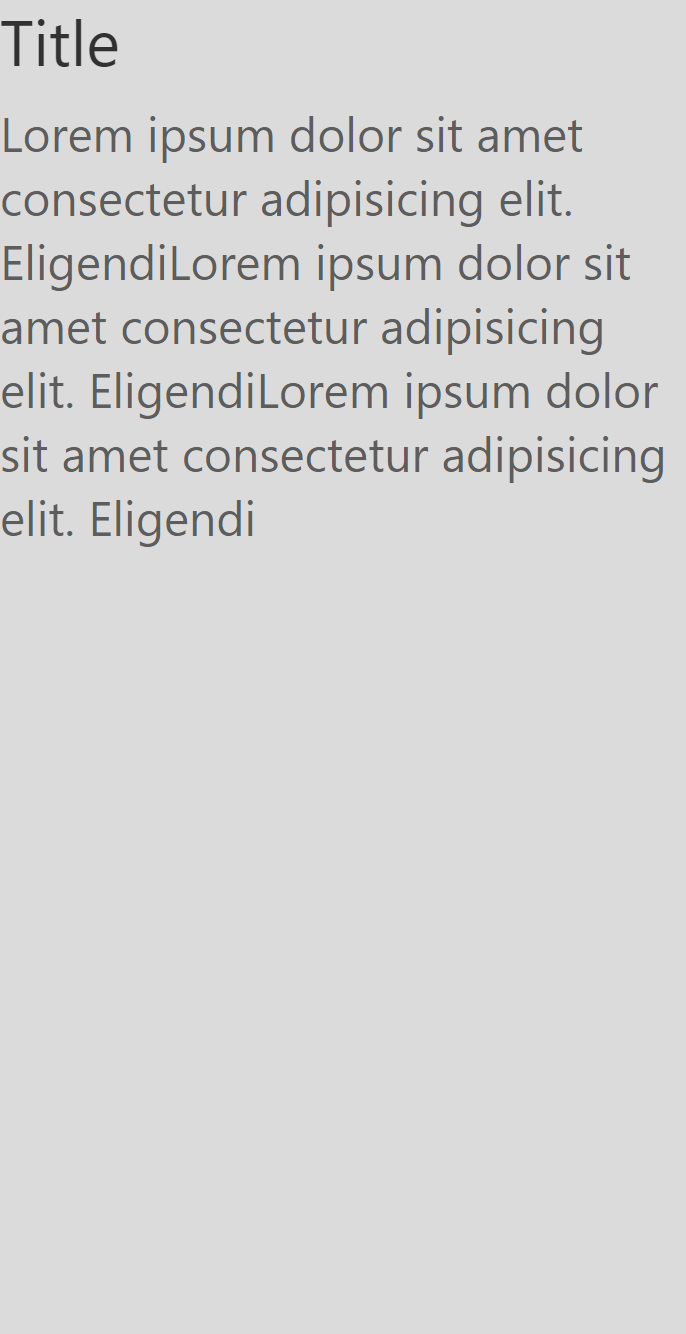 Title
Lorem ipsum dolor sit amet
consectetur adipisicing elit.
EligendiLorem ipsum dolor sit
amet consectetur adipisicing
elit. EligendiLorem ipsum dolor
sit amet consectetur adipisicing
elit. Eligendi